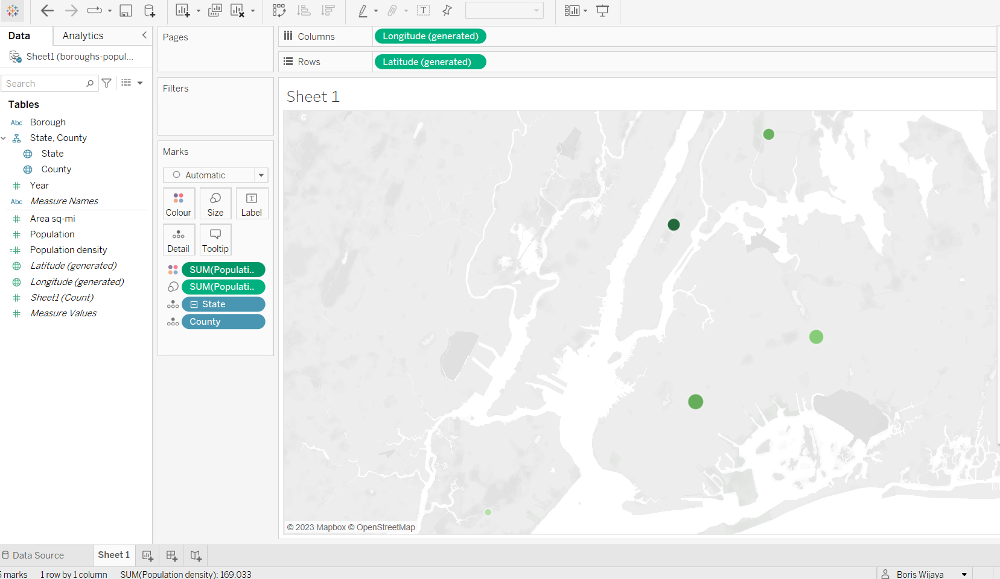 Data
Analytics
Sheet1 (boroughs-popul...
Search
Tables
Abc Borough
State, County
State
County
# Year
Abc Measure Names
# Area sq-mi
# Population
=# Population density
Latitude (generated)
Longitude (generated)
# Sheet1 (Count)
# Measure Values
Pages
Filters
Marks
Automatic
Colour
Size
T
Label
Detail
Tooltip
SUM(Populati..
SUM(Populati..
State
County
T
Columns
Longitude (generated)
Rows
Latitude (generated)
Sheet 1
© 2023 Mapbox © OpenStreetMap
Data Source
Sheet 1
5 marks
1 row by 1 column
SUM(Population density): 169,033
Boris Wijaya